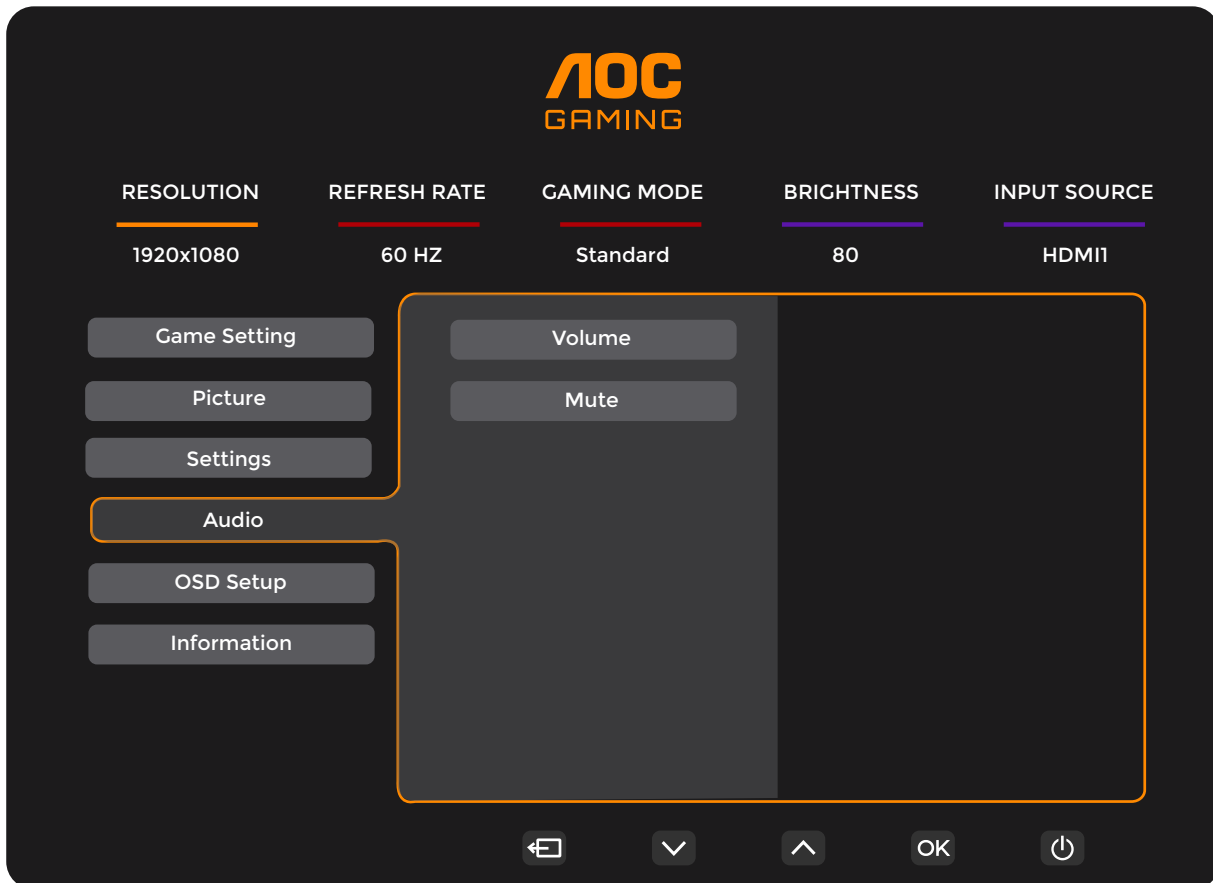 AOC
GAMING
RESOLUTION REFRESH RATE GAMING MODE BRIGHTNESS INPUT SOURCE
1920x1080 60 HZ Standard 80 HDMI1
Game Setting
Volume
Picture
Mute
Settings
Audio
OSD Setup
Information
OK